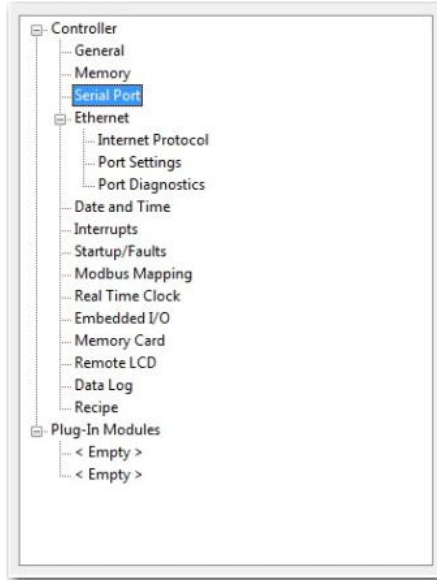 Controller
General
Memory
Serial Port
Ethernet
Internet Protocol
Port Settings
Port Diagnostics
Date and Time
Interrupts
Startup/Faults
Modbus Mapping
Real Time Clock
Embedded I/O
Memory Card
Remote LCD
Data Log
Recipe
Plug-In Modules
< Empty >
< Empty >